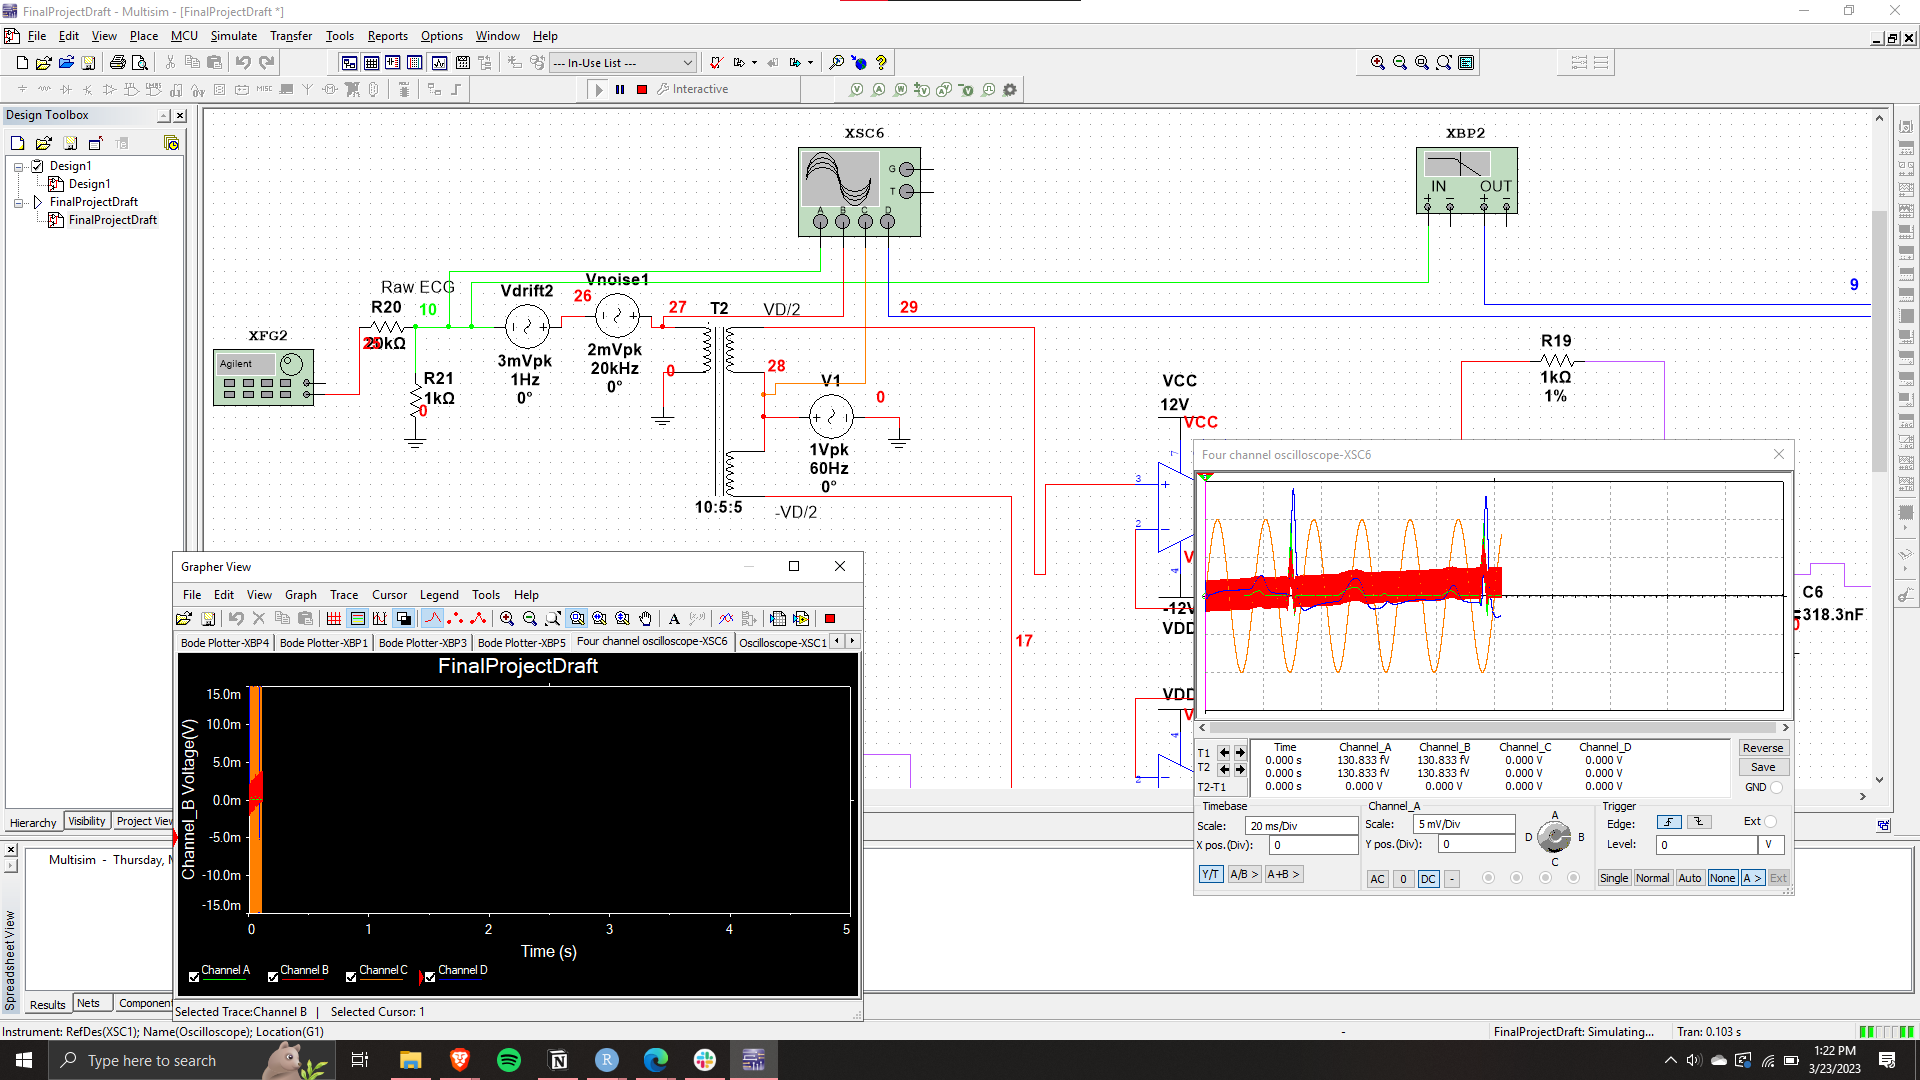 FinalProjectDraft - Multisim - [FinalProjectDraft *]
File Edit View Place MCU Simulate Transfer Tools Reports Options Window Help
--- In-Use List ---
Interactive
Design Toolbox
Design1
Design1
FinalProjectDraft
FinalProjectDraft
Hierarchy Visibility Project View
XSC6
G
T
A B C D
XBP2
IN OUT
Raw ECG
R20
10
20kΩ
XFG2
Agilent
R21
1kΩ
0
Vdrift2
3mVpk
1Hz
0°
26
Vnoise1
2mVpk
20kHz
0°
27
T2
VD/2
29
9
0
28
V1
0
1Vpk
60Hz
0°
10:5:5
-VD/2
R19
1kΩ
1%
VCC
12V
VCC
7
3
2
4
-12V
VDD
17
VDD
4
2
C6
318.3nF
Grapher View
File Edit View Graph Trace Cursor Legend Tools Help
Bode Plotter-XBP4 Bode Plotter-XBP1 Bode Plotter-XBP3 Bode Plotter-XBP5 Four channel oscilloscope-XSC6 Oscilloscope-XSC1
FinalProjectDraft
Channel_B Voltage(V)
15.0m
10.0m
5.0m
0.0m
-5.0m
-10.0m
-15.0m
0 1 2 3 4 5
Time (s)
Channel A Channel B Channel C Channel D
Selected Trace:Channel B | Selected Cursor: 1
Four channel oscilloscope-XSC6
Time Channel_A Channel_B Channel_C Channel_D
T1 0.000 s 130.833 fV 130.833 fV 0.000 V 0.000 V
T2 0.000 s 130.833 fV 130.833 fV 0.000 V 0.000 V
T2-T1 0.000 s 0.000 V 0.000 V 0.000 V 0.000 V
Reverse
Save
GND
Timebase
Scale: 20 ms/Div
X pos.(Div): 0
Y/T A/B > A+B >
Channel_A
Scale: 5 mV/Div
Y pos.(Div): 0
AC 0 DC -
A
D B
C
Trigger
Edge: Ext
Level: 0 V
Single Normal Auto None A > Ext
Spreadsheet View
Multisim - Thursday,
Results Nets Component
Instrument: RefDes(XSC1); Name(Oscilloscope); Location(G1)
-
FinalProjectDraft: Simulating... Tran: 0.103 s
Type here to search
1:22 PM
3/23/2023